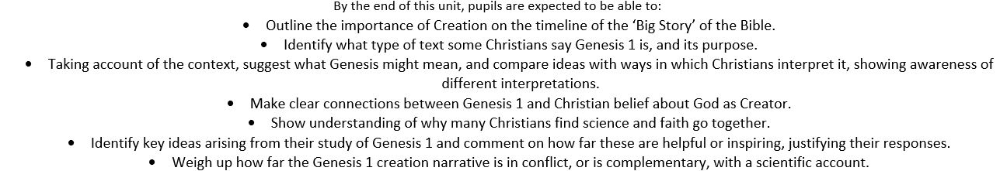 By the end of this unit, pupils are expected to be able to:
• Outline the importance of Creation on the timeline of the ‘Big Story’ of the Bible.
• Identify what type of text some Christians say Genesis 1 is, and its purpose.
• Taking account of the context, suggest what Genesis might mean, and compare ideas with ways in which Christians interpret it, showing awareness of
different interpretations.
• Make clear connections between Genesis 1 and Christian belief about God as Creator.
• Show understanding of why many Christians find science and faith go together.
• Identify key ideas arising from their study of Genesis 1 and comment on how far these are helpful or inspiring, justifying their responses.
• Weigh up how far the Genesis 1 creation narrative is in conflict, or is complementary, with a scientific account.